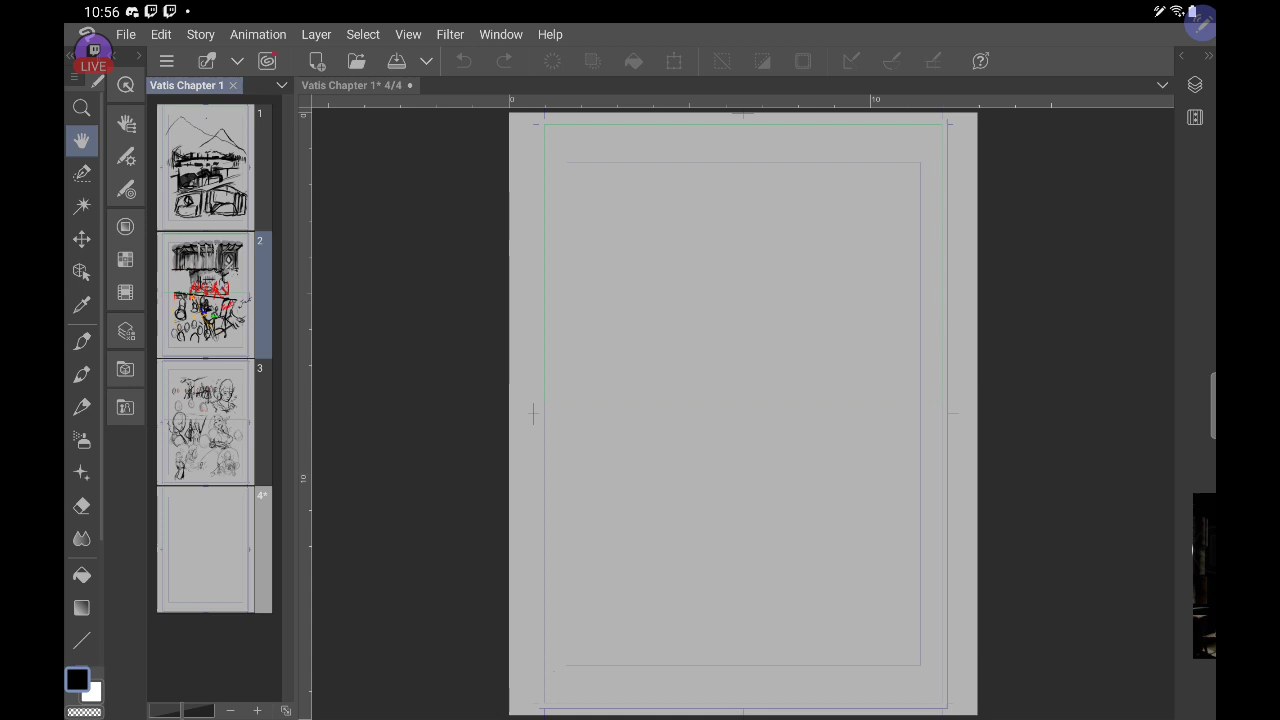 10:56
File Edit Story Animation Layer Select View Filter Window Help
LIVE
Vatis Chapter 1
Vatis Chapter 1* 4/4
0 10
0
10
1
2
3
4*